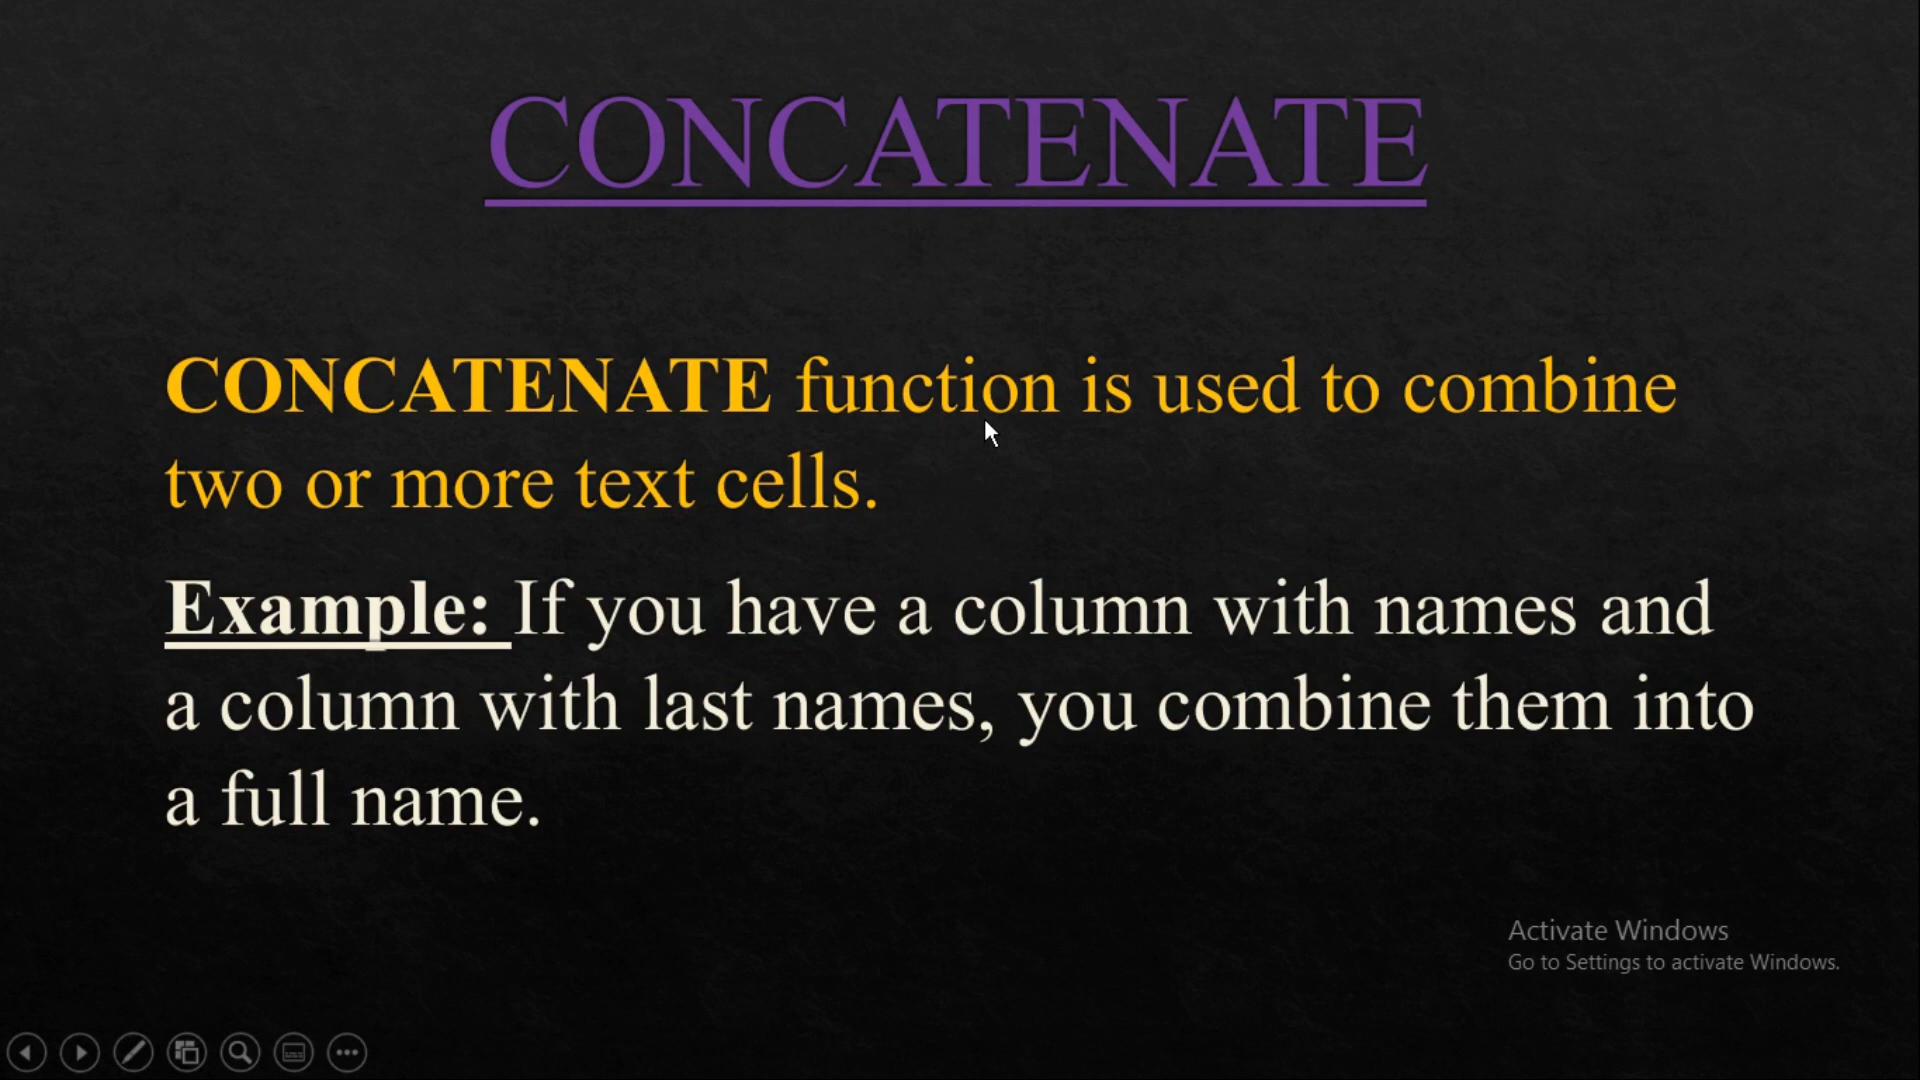 CONCATENATE
CONCATENATE function is used to combine
two or more text cells.
Example: If you have a column with names and
a column with last names, you combine them into
a full name.
Activate Windows
Go to Settings to activate Windows.